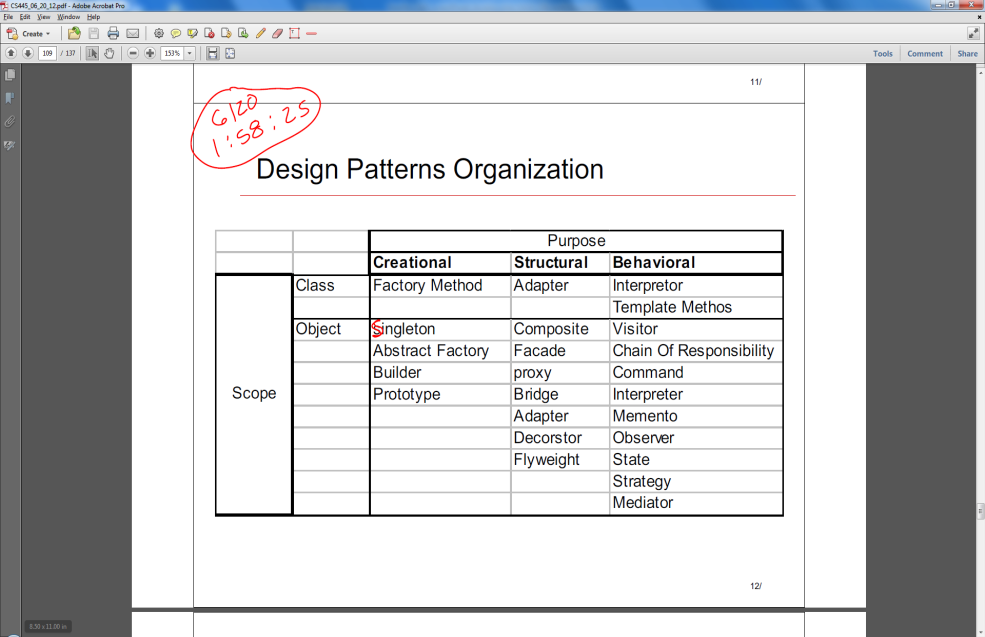 CS445_06_20_12.pdf - Adobe Acrobat Pro
File Edit View Window Help
Create
109 / 137 153% Tools Comment Share
11/
6/20
1:58:25
Design Patterns Organization
Purpose
Creational Structural Behavioral
Class Factory Method Adapter Interpretor
Template Methos
Object Singleton Composite Visitor
Abstract Factory Facade Chain Of Responsibility
Builder proxy Command
Scope Prototype Bridge Interpreter
Adapter Memento
Decorstor Observer
Flyweight State
Strategy
Mediator
12/
8.50 x 11.00 in